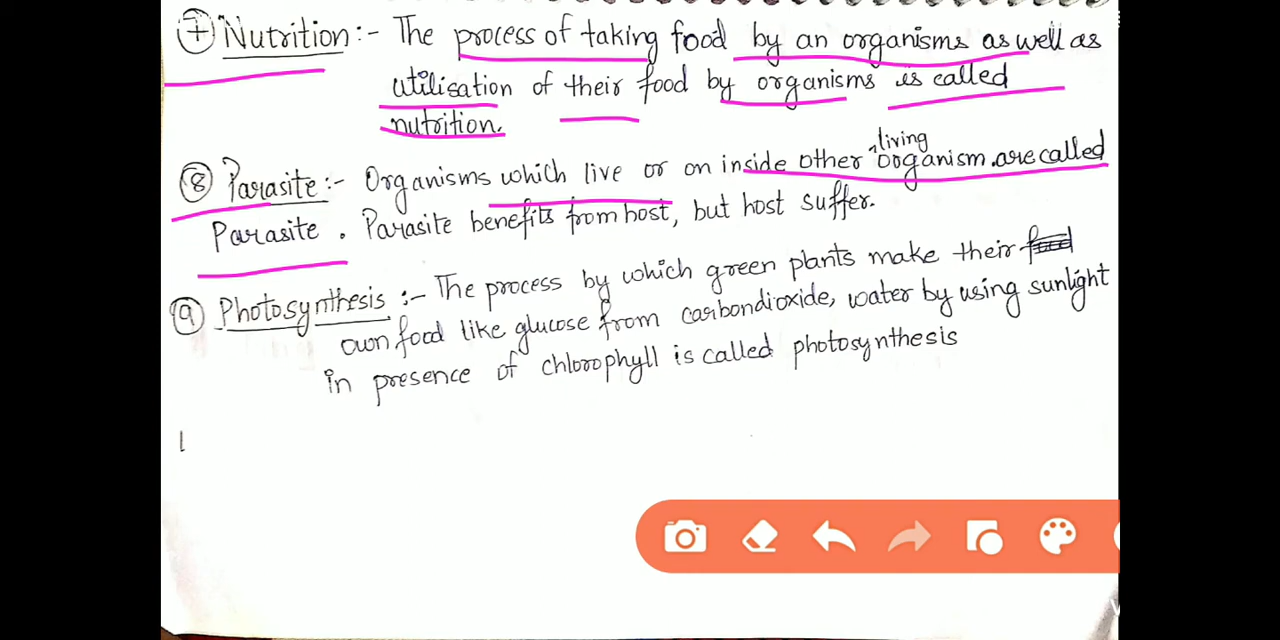 ⑦ Nutrition :- The process of taking food by an organisms as well as
utilisation of their food by organisms is called
nutrition.
living
⑧ Parasite :- Organisms which live or on inside other organism are called
Parasite . Parasite benefits from host, but host suffer.
⑨ Photosynthesis :- The process by which green plants make their
own food like glucose from carbondioxide, water by using sunlight
in presence of chlorophyll is called photosynthesis